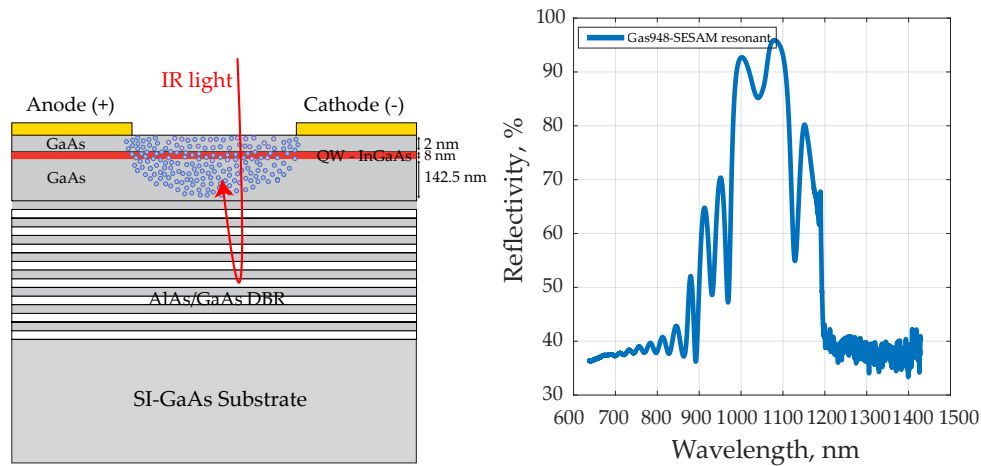 IR light
Anode (+)
Cathode (-)
GaAs
2 nm
QW - InGaAs
8 nm
GaAs
142.5 nm
AlAs/GaAs DBR
SI-GaAs Substrate
Gas948-SESAM resonant
Reflectivity, %
100
90
80
70
60
50
40
30
600 700 800 900 1000 1100 1200 1300 1400 1500
Wavelength, nm